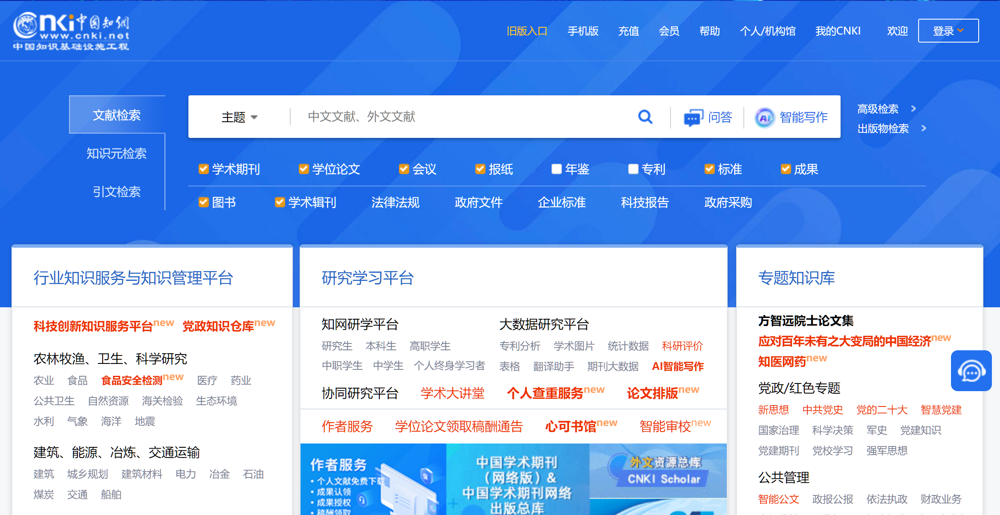 CNKI中国知网
www.cnki.net
中国知识基础设施工程
旧版入口 手机版 充值 会员 帮助 个人/机构馆 我的CNKI 欢迎 登录
文献检索
知识元检索
引文检索
主题 中文文献、外文文献 问答 AI 智能写作
高级检索
出版物检索
学术期刊 学位论文 会议 报纸 年鉴 专利 标准 成果
图书 学术辑刊 法律法规 政府文件 企业标准 科技报告 政府采购
行业知识服务与知识管理平台
科技创新知识服务平台new 党政知识仓库new
农林牧渔、卫生、科学研究
农业 食品 食品安全检测new 医疗 药业
公共卫生 自然资源 海关检验 生态环境
水利 气象 海洋 地震
建筑、能源、冶炼、交通运输
建筑 城乡规划 建筑材料 电力 冶金 石油
煤炭 交通 船舶
研究学习平台
知网研学平台
研究生 本科生 高职学生
中职学生 中学生 个人终身学习者
大数据研究平台
专利分析 学术图片 统计数据 科研评价
表格 翻译助手 期刊大数据 AI智能写作
协同研究平台 学术大讲堂 个人查重服务new 论文排版new
作者服务 学位论文领取稿酬通告 心可书馆new 智能审校new
作者服务
• 个人文献免费下载
• 成果认领
• 成果授权
• 稿酬领取
中国学术期刊
（网络版）&
中国学术期刊网络
出版总库
外文资源总库
CNKI Scholar
专题知识库
方智远院士论文集
应对百年未有之大变局的中国经济new
知医网药new
党政/红色专题
新思想 中共党史 党的二十大 智慧党建
国家治理 科学决策 军史 党建知识
党建期刊 党校学习 强军思想
公共管理
智能公文 政报公报 依法执政 财政业务